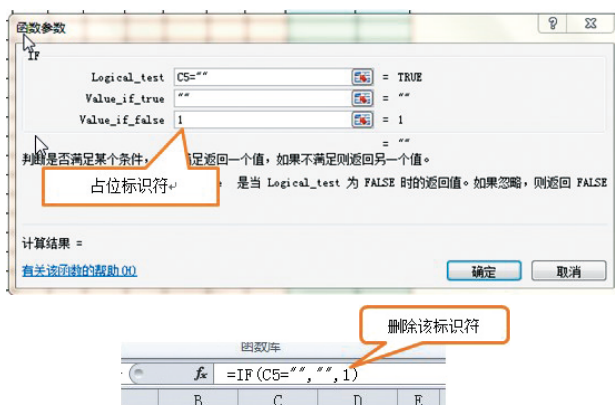 函数参数
IF
Logical_test C5="" = TRUE
Value_if_true "" = ""
Value_if_false 1 = 1
= ""
判断是否满足某个条件， 满足返回一个值，如果不满足则返回另一个值。
占位标识符
是当 Logical_test 为 FALSE 时的返回值。如果忽略，则返回 FALSE
计算结果 =
有关该函数的帮助(H)
确定 取消
删除该标识符
函数库
fx =IF(C5="","",1)
B C D E